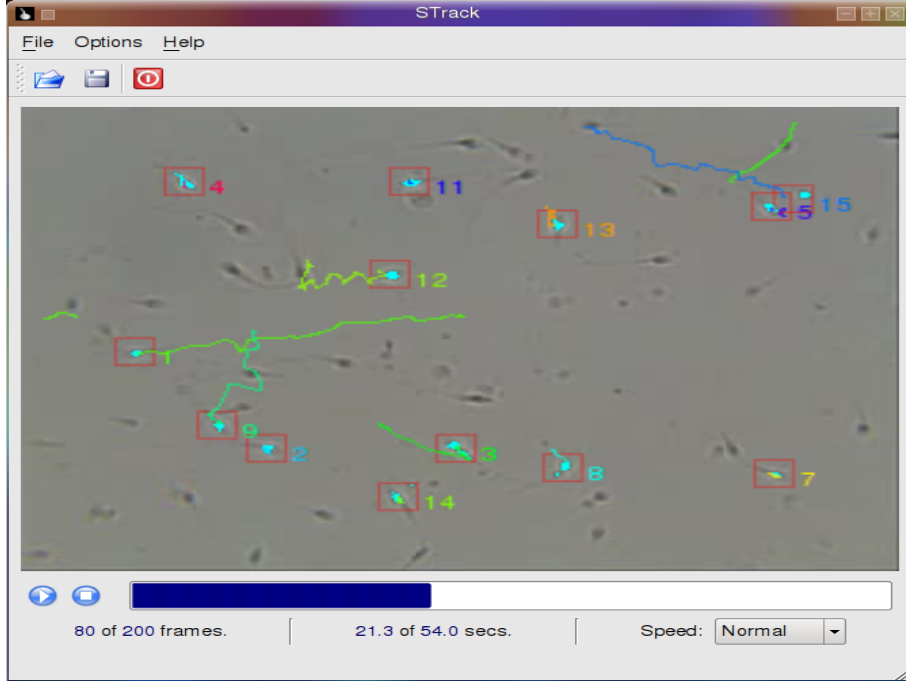 STrack
File Options Help
4
11
5
15
13
12
1
9
2
3
8
7
14
80 of 200 frames.
21.3 of 54.0 secs.
Speed: Normal